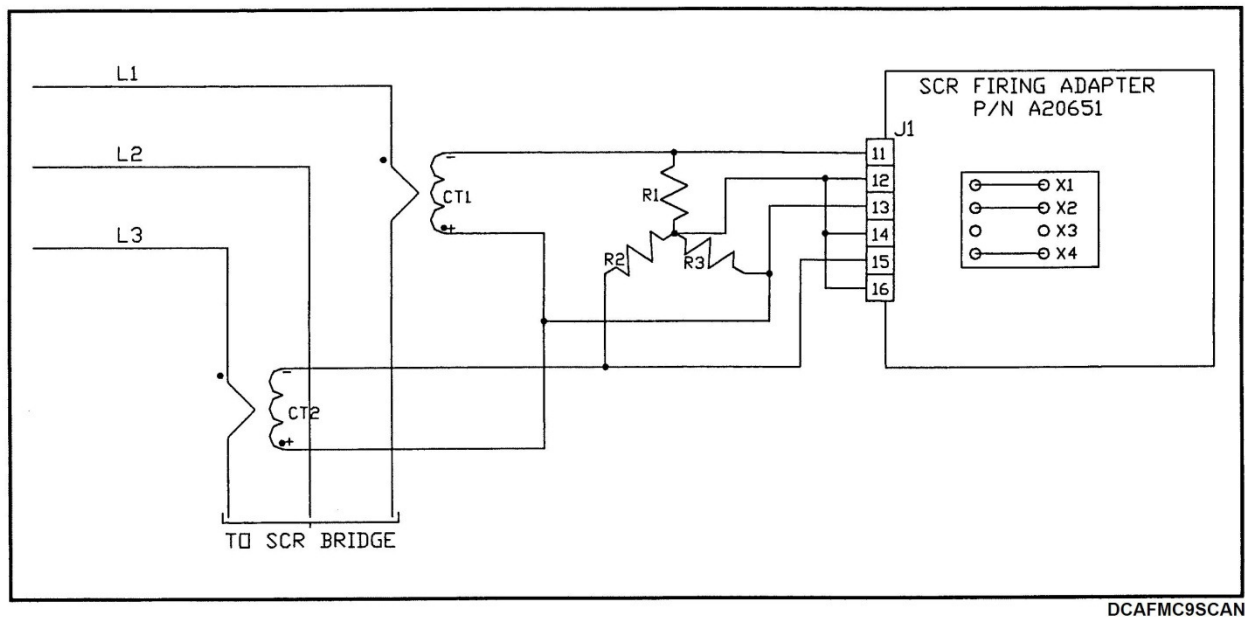 L1
L2
L3
CT1
-
+
CT2
-
+
R1
R2
R3
TO SCR BRIDGE
SCR FIRING ADAPTER
P/N A20651
J1
11
12
13
14
15
16
X1
X2
X3
X4
DCAFMC9SCAN